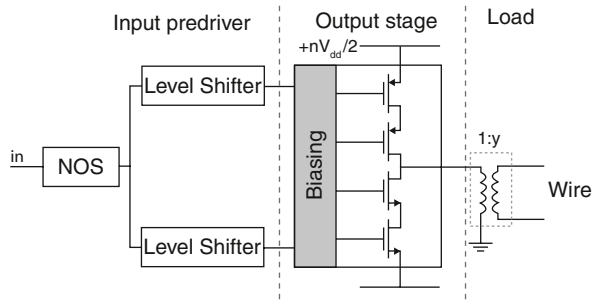 Input predriver
Output stage
Load
+nV_dd/2
Level Shifter
in
NOS
Biasing
1:y
Wire
Level Shifter